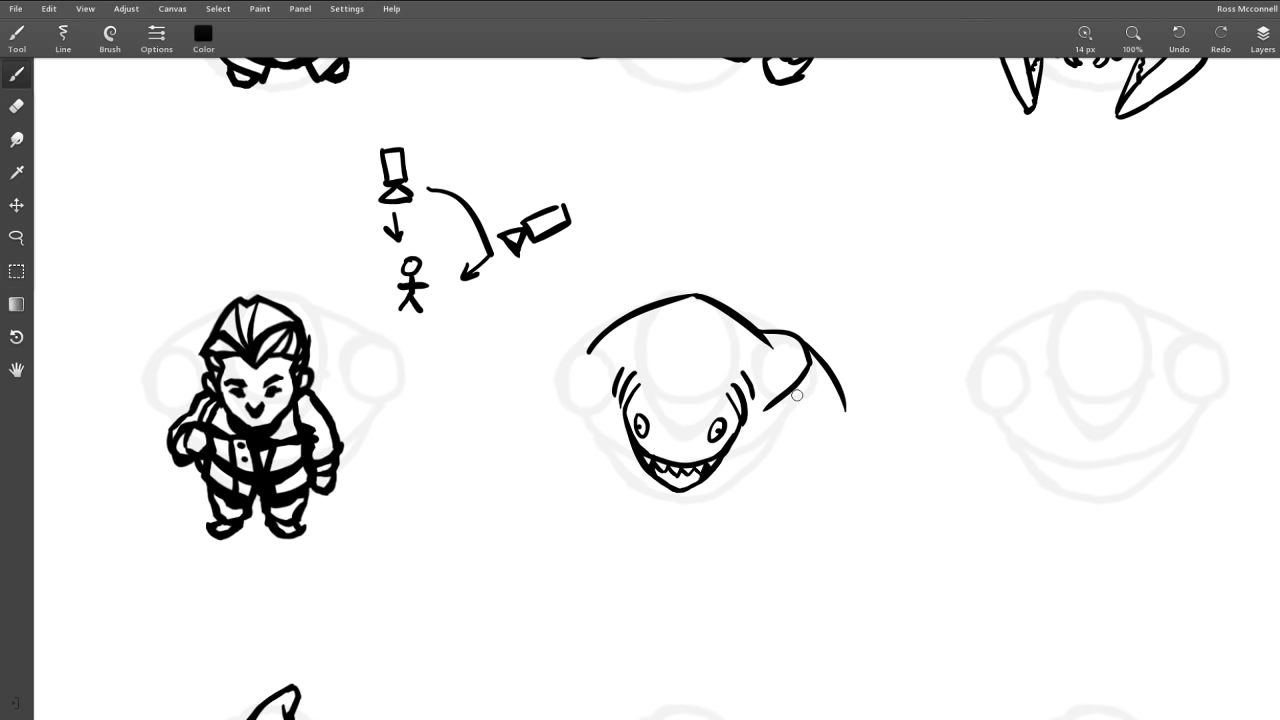 File Edit View Adjust Canvas Select Paint Panel Settings Help Ross Mcconnell
Tool Line Brush Options Color 14 px 100% Undo Redo Layers